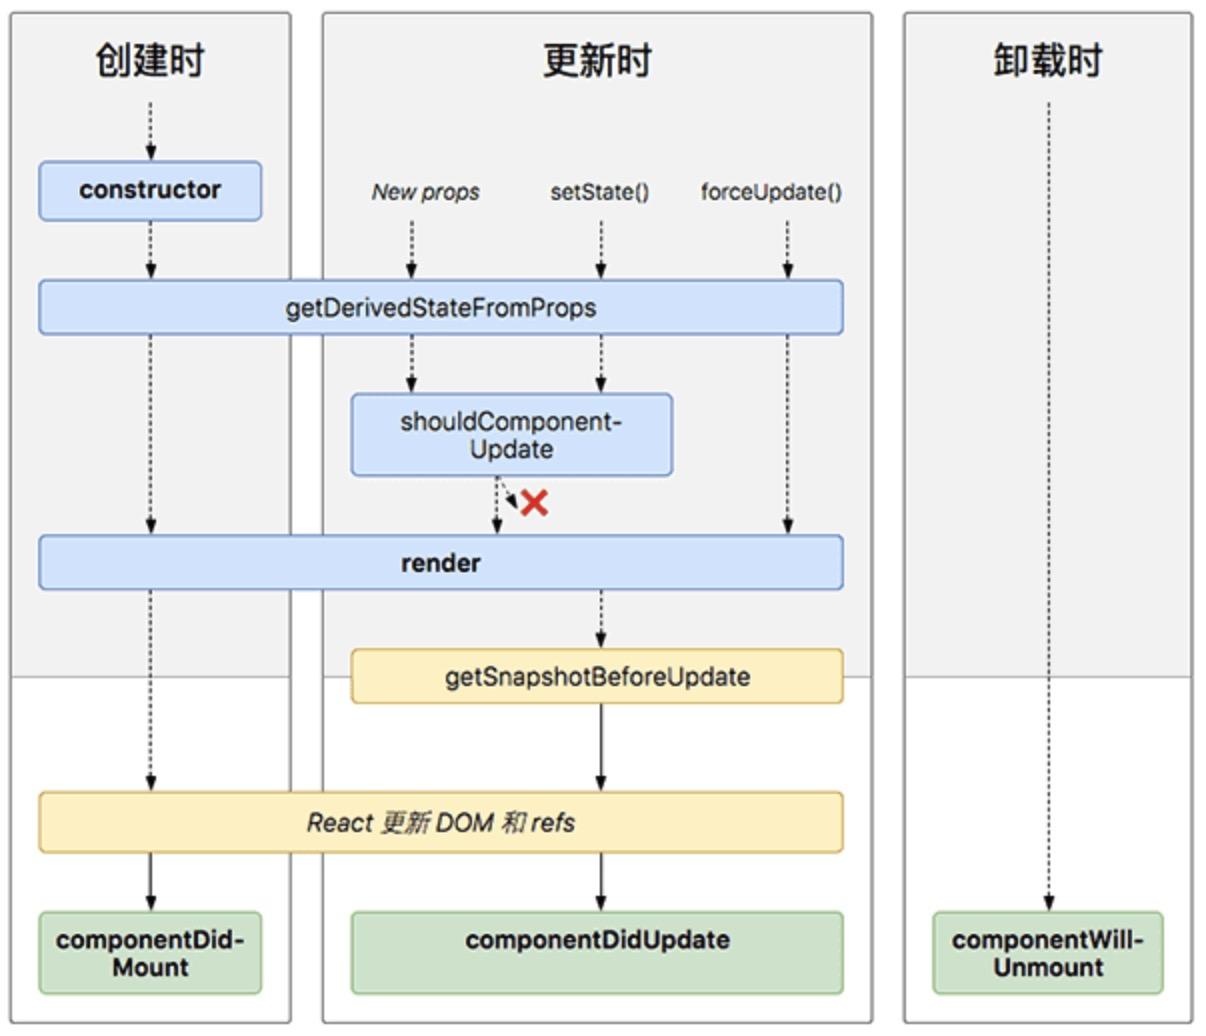 创建时
更新时
卸载时
constructor
New props
setState()
forceUpdate()
getDerivedStateFromProps
shouldComponent-
Update
render
getSnapshotBeforeUpdate
React 更新 DOM 和 refs
componentDid-
Mount
componentDidUpdate
componentWill-
Unmount